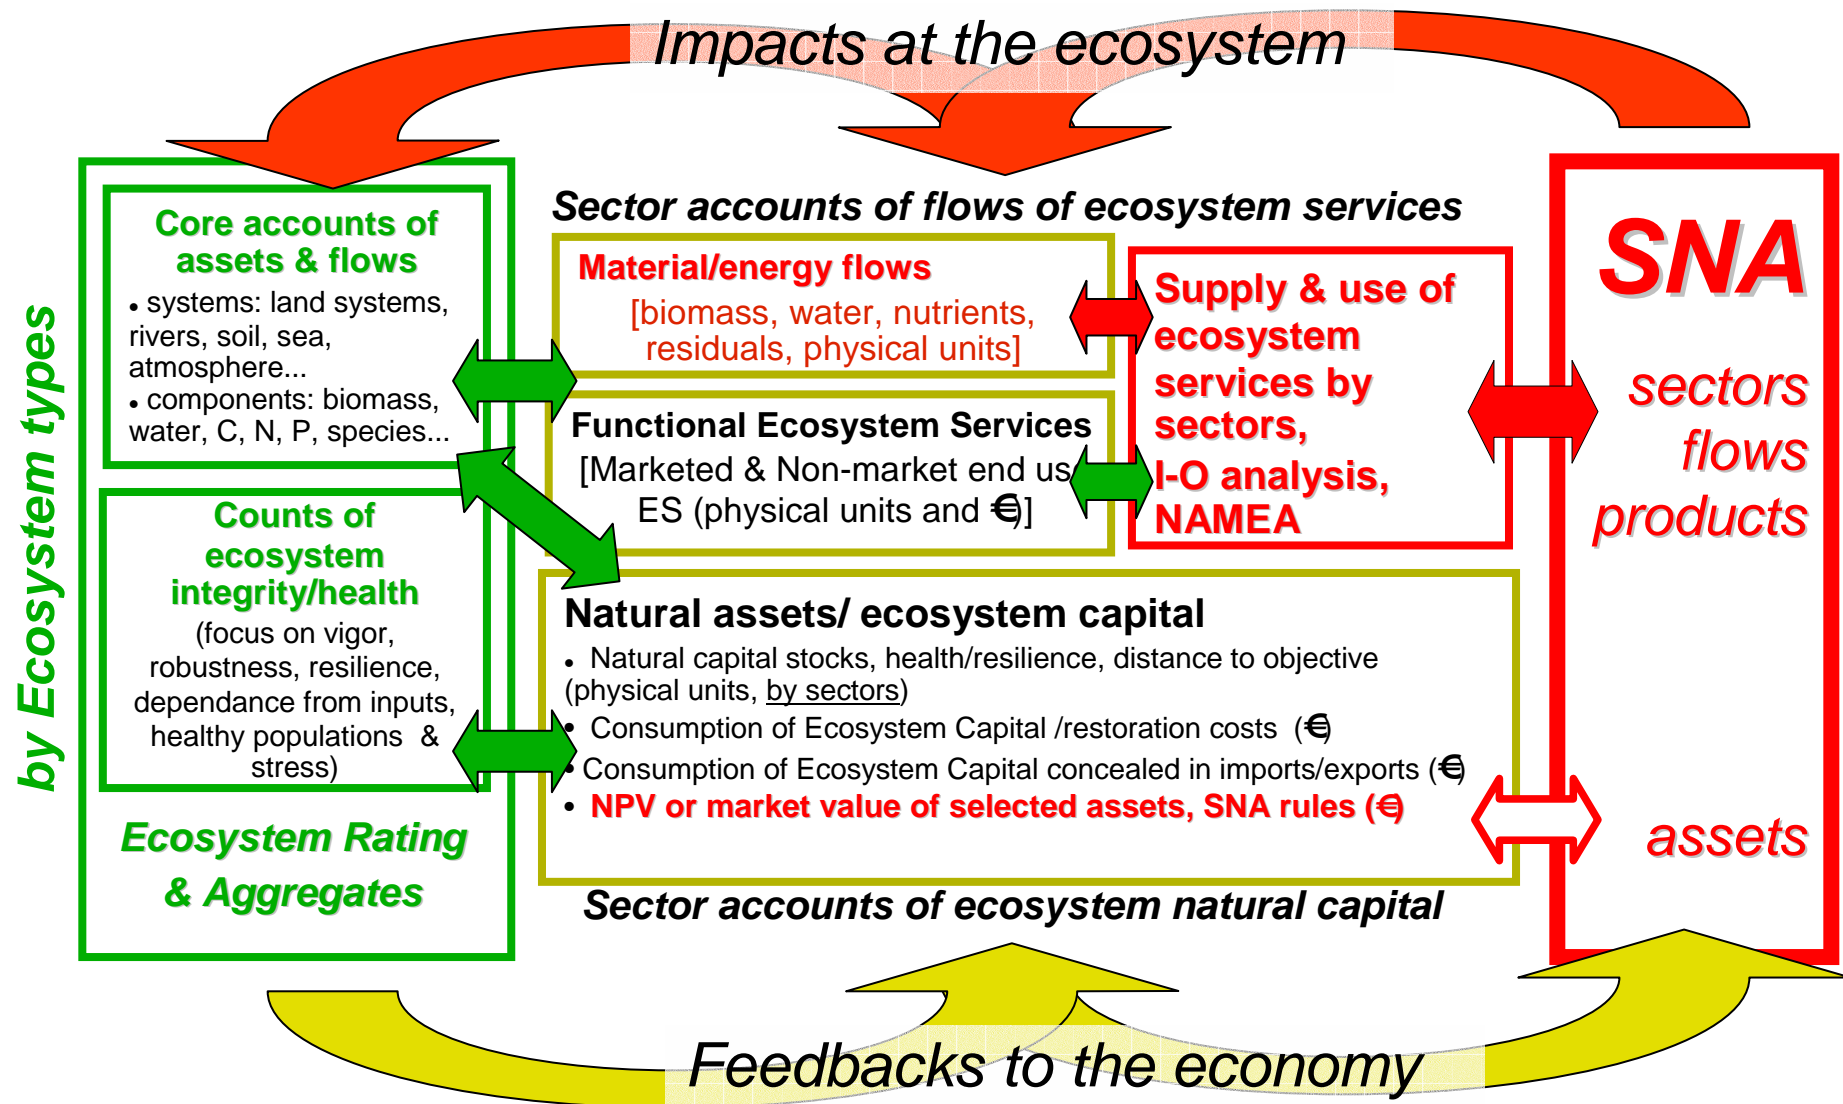 Impacts at the ecosystem
by Ecosystem types
Core accounts of
assets & flows
• systems: land systems,
rivers, soil, sea,
atmosphere...
• components: biomass,
water, C, N, P, species...
Counts of
ecosystem
integrity/health
(focus on vigor,
robustness, resilience,
dependance from inputs,
healthy populations &
stress)
Ecosystem Rating
& Aggregates
Sector accounts of flows of ecosystem services
Material/energy flows
[biomass, water, nutrients,
residuals, physical units]
Functional Ecosystem Services
[Marketed & Non-market end use
ES (physical units and €)]
Supply & use of
ecosystem
services by
sectors,
I-O analysis,
NAMEA
Natural assets/ ecosystem capital
• Natural capital stocks, health/resilience, distance to objective
(physical units, by sectors)
• Consumption of Ecosystem Capital /restoration costs (€)
• Consumption of Ecosystem Capital concealed in imports/exports (€)
• NPV or market value of selected assets, SNA rules (€)
Sector accounts of ecosystem natural capital
SNA
sectors
flows
products
assets
Feedbacks to the economy